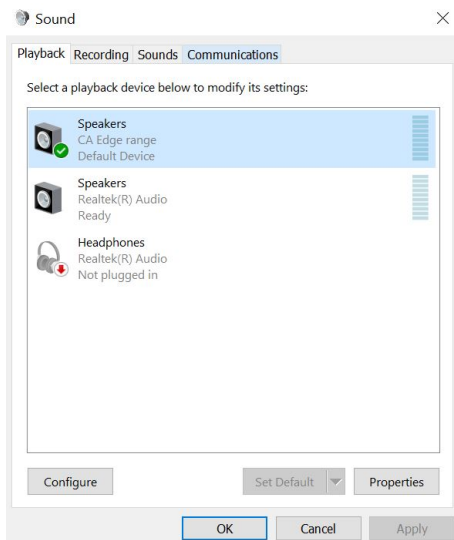 Sound
Playback Recording Sounds Communications
Select a playback device below to modify its settings:
Speakers
CA Edge range
Default Device
Speakers
Realtek(R) Audio
Ready
Headphones
Realtek(R) Audio
Not plugged in
Configure Set Default Properties
OK Cancel Apply